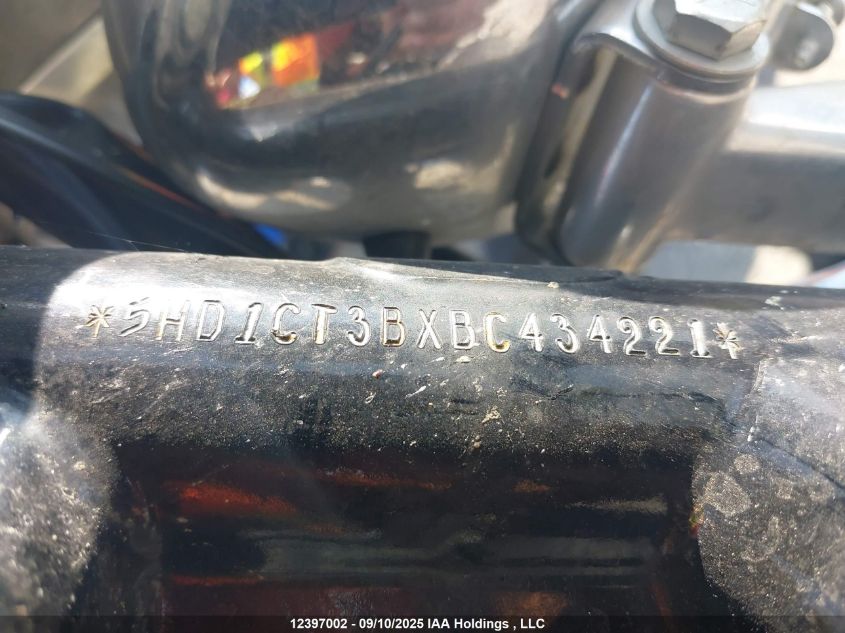 *5HD1CT3BXBC434221*
12397002 - 09/10/2025 IAA Holdings , LLC